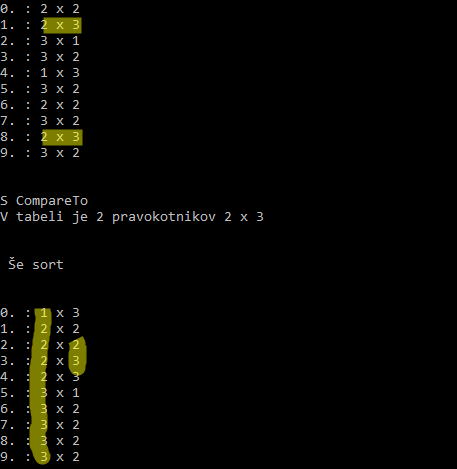 0. : 2 x 2
1. : 2 x 3
2. : 3 x 1
3. : 3 x 2
4. : 1 x 3
5. : 3 x 2
6. : 2 x 2
7. : 3 x 2
8. : 2 x 3
9. : 3 x 2
S CompareTo
V tabeli je 2 pravokotnikov 2 x 3
Še sort
0. : 1 x 3
1. : 2 x 2
2. : 2 x 2
3. : 2 x 3
4. : 2 x 3
5. : 3 x 1
6. : 3 x 2
7. : 3 x 2
8. : 3 x 2
9. : 3 x 2